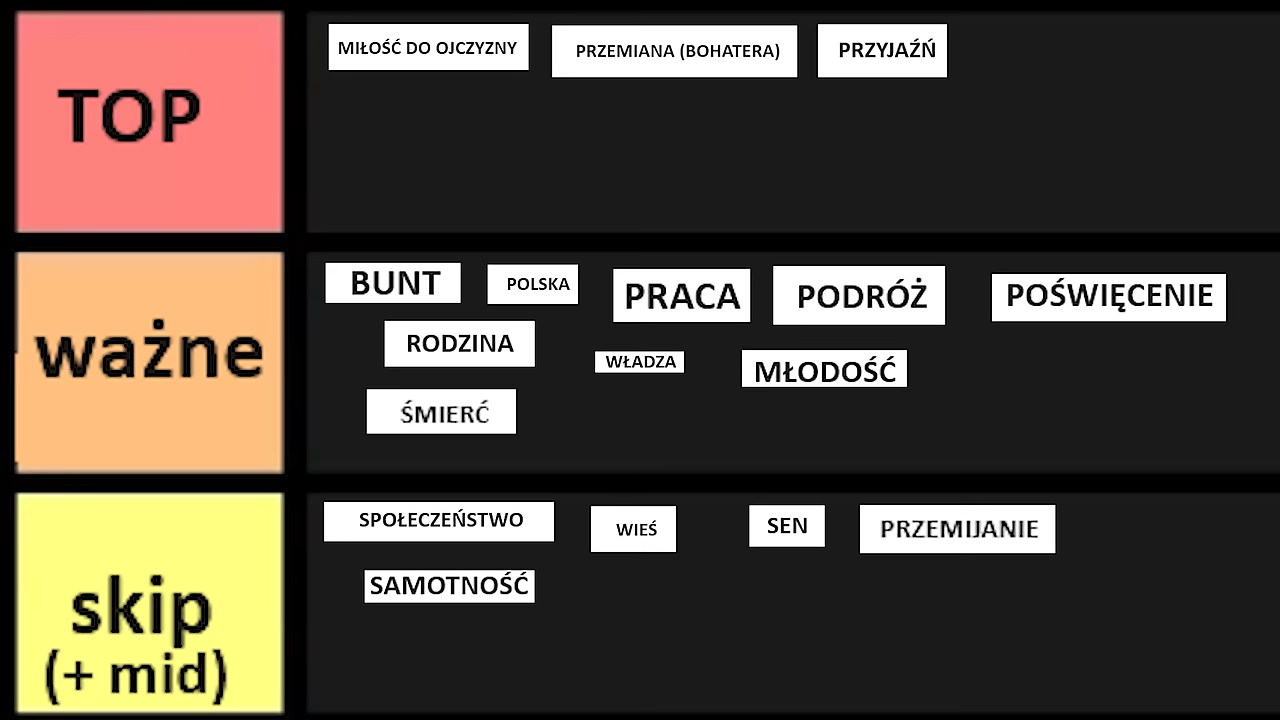 TOP
MIŁOŚĆ DO OJCZYZNY
PRZEMIANA (BOHATERA)
PRZYJAŹŃ
ważne
BUNT
POLSKA
PRACA
PODRÓŻ
POŚWIĘCENIE
RODZINA
WŁADZA
MŁODOŚĆ
ŚMIERĆ
skip
(+ mid)
SPOŁECZEŃSTWO
WIEŚ
SEN
PRZEMIJANIE
SAMOTNOŚĆ